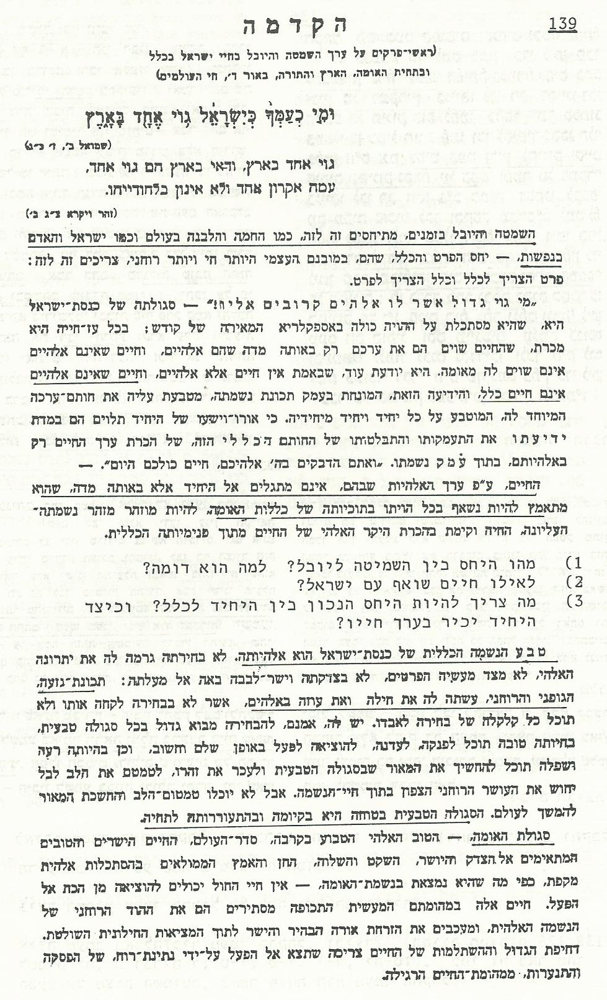 139
הקדמה
(ראשי־פרקים על ערך השמטה והיובל בחיי ישראל בכלל
ובתחית האומה, הארץ והתורה, באור ד׳, חי העולמים)
וּמִ֤י כְעַמְּךָ֙ כְּיִשְׂרָאֵ֔ל גּ֥וֹי אֶחָ֖ד בָּאָ֑רֶץ
(שמואל ב׳, ז׳ כ״ג)
גוי אחד בארץ, ודאי בארץ הם גוי אחד,
עמה אקרון אחד ולא אינון בלחודייהו.
(זהר ויקרא צ״ג ב׳)
השמטה והיובל בזמנים, מתיחסים זה לזה, כמו החמה והלבנה בעולם וכמו ישראל והאדם
בנפשות, — יחס הפרט והכלל, שהם, במובנם העצמי היותר חי ויותר רוחני, צריכים זה לזה:
פרט הצריך לכלל וכלל הצריך לפרט.
„מי גוי גדול אשר לו אלהים קרובים אליו!״ — סגולתה של כנסת־ישראל
היא, שהיא מסתכלת על ההויה כולה באספקלריא המאירה של קודש; בכל עז־חייה היא
מכרת, שהחיים שוים הם את ערכם רק באותה מדה שהם אלהיים, וחיים שאינם אלהיים
אינם שוים לה מאומה. היא יודעת עוד, שבאמת אין חיים אלא אלהיים, וחיים שאינם אלהיים
אינם חיים כלל, והידיעה הזאת, המונחת בעמק תכונת נשמתה, מטבעת עליה את חותם־ערכה
המיוחד לה, המוטבע על כל יחיד ויחיד מיחידיה. כי אורו־וישעו של היחיד תלוים הם במדת
ידיעתו את התעמקותו והתבלטותו של החותם הכללי הזה, של הכרת ערך החיים רק
באלהיותם, בתוך עמק נשמתו. „ואתם הדבקים בה׳ אלהיכם, חיים כולכם היום״. —
החיים, ע״פ ערך האלהיות שבהם, אינם מתגלים אל היחיד אלא באותה מדה, שהוא
מתאמץ להיות נשאף בכל הויתו בתוכיותה של כללות האומה, להיות מוזהר מזהר נשמתה־
העליונה, החיה וקימת בהכרת היקר האלהי של החיים מתוך פנימיותה הכללית.
1) מהו היחס בין השמיטה ליובל? למה הוא דומה?
2) לאילו חיים שואף עם ישראל?
3) מה צריך להיות היחס הנכון בין היחיד לכלל? וכיצד
היחיד יכיר בערך חייו?
טבע הנשמה הכללית של כנסת־ישראל הוא אלהיותה. לא בחירתה גרמה לה את יתרונה
האלהי, לא מצד מעשיה הפרטים, לא בצדקתה וישר־לבבה באה אל מעלתה: תכונת־גזעה,
הגופני והרוחני, עשתה לה את חילה ואת עוזה באלהים, אשר לא בבחירה לקחה אותו ולא
תוכל כל קלקלה של בחירה לאבדו. יש לה, אמנם, להבחירה מבוא גדול בכל סגולה טבעית,
בחיותה טובה תוכל לפנקה, לעדנה, להוציאה לפעל באופן שלם וחשוב, וכן בהיותה רעה
ושפלה תוכל להחשיך את המאור שבסגולה הטבעית ולעכר את זהרו, לטמטם את הלב לבל
יחוש את העושר הרוחני הצפון בתוך חיי־הנשמה. אבל לא יוכלו טמטום־הלב והחשכת המאור
להמשך לעולם. הסגולה הטבעית בטוחה היא בקיומה ובהתעוררותה לתחיה.
סגולת האומה, — הטוב האלהי הטבוע בקרבה, סדר־העולם, החיים הישרים והטובים
המתאימים אל הצדק והיושר, השקט והשלוה, החן והאמץ הממולאים בהסתכלות אלהית
מקפת, כפי מה שהיא נמצאת בנשמת־האומה, — אין חיי החול יכולים להוציאה מן הכח אל
הפעל. חיים אלה במהומתם המעשית התכופה מסתירים הם את ההוד הרוחני של
הנשמה האלהית, ומעכבים את הזרחת אורה הבהיר והישר לתוך המציאות החילונית השולטת.
דחיפת הגדול וההשתלמות של החיים צריכה שתצא אל הפעל על־ידי נתינת־רוח, של הפסקה
והתנערות, ממהומת־החיים הרגילה.